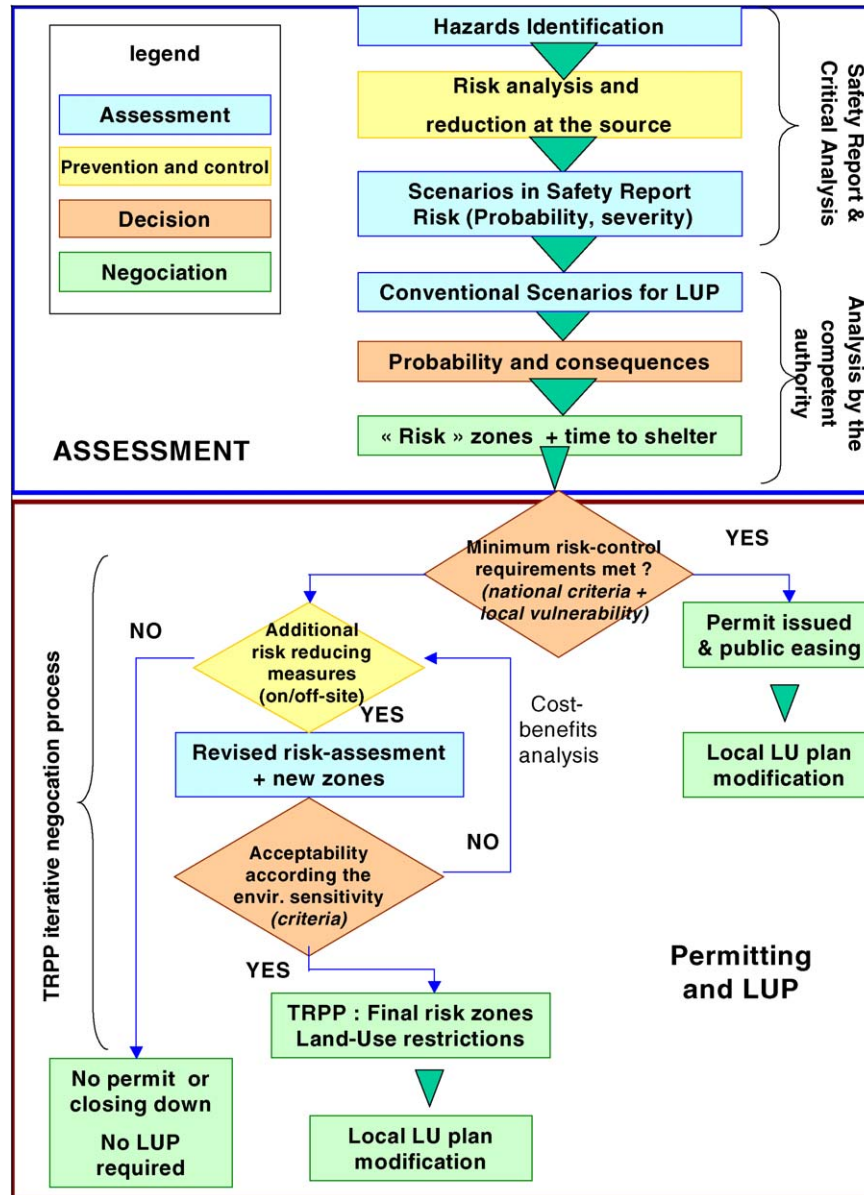 legend
Assessment
Prevention and control
Decision
Negociation
Hazards Identification
Risk analysis and
reduction at the source
Scenarios in Safety Report
Risk (Probability, severity)
Conventional Scenarios for LUP
Probability and consequences
« Risk » zones + time to shelter
Safety Report &
Critical Analysis
Analysis by the
competent
authority
ASSESSMENT
Minimum risk-control
requirements met ?
(national criteria +
local vulnerability)
YES
Permit issued
& public easing
Local LU plan
modification
NO
Additional
risk reducing
measures
(on/off-site)
YES
Cost-
benefits
analysis
Revised risk-assesment
+ new zones
NO
Acceptability
according the
envir. sensitivity
(criteria)
YES
TRPP iterative negocation process
Permitting
and LUP
TRPP : Final risk zones
Land-Use restrictions
No permit or
closing down
No LUP
required
Local LU plan
modification